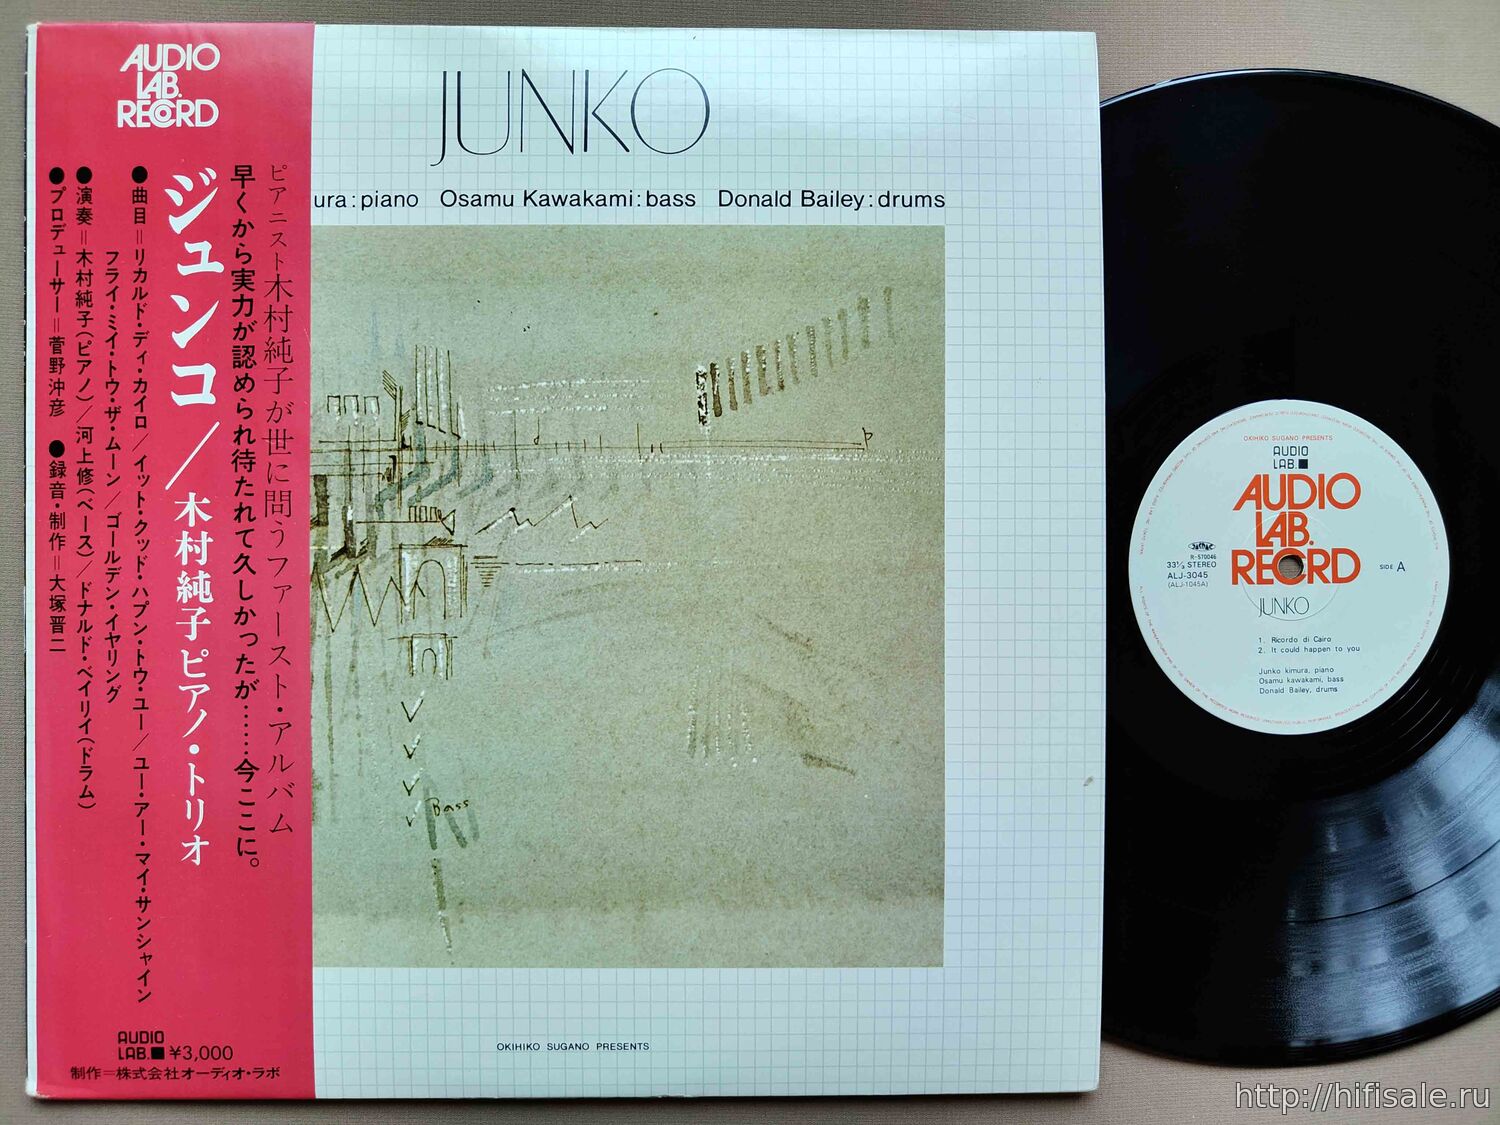 AUDIO
LAB.
RECORD
ピアニスト木村純子が世に問うファースト・アルバム
早くから実力が認められ待たれて久しかったが……今ここに。
ジュンコ／木村純子ピアノ・トリオ
●曲目＝リカルド・ディ・カイロ／イット・クッド・ハプン・トウ・ユー／ユー・アー・マイ・サンシャイン
フライ・ミイ・トウ・ザ・ムーン／ゴールデン・イヤリング
●演奏＝木村純子(ピアノ)／河上修(ベース)／ドナルド・ベイリイ(ドラム)
●プロデューサー＝菅野沖彦 ●録音・制作＝大塚晋二
AUDIO
LAB.■ ¥3,000
制作＝株式会社オーディオ・ラボ
JUNKO
ura:piano Osamu Kawakami:bass Donald Bailey:drums
Bass
OKIHIKO SUGANO PRESENTS
OKIHIKO SUGANO PRESENTS
AUDIO
LAB.■
AUDIO
LAB.
RECORD
R-570046
33⅓ STEREO
ALJ-3045
(ALJ-1045A)
SIDE A
JUNKO
1. Ricordo di Cairo
2. It could happen to you
Junko kimura, piano
Osamu kawakami, bass
Donald Bailey, drums
http://hifisale.ru